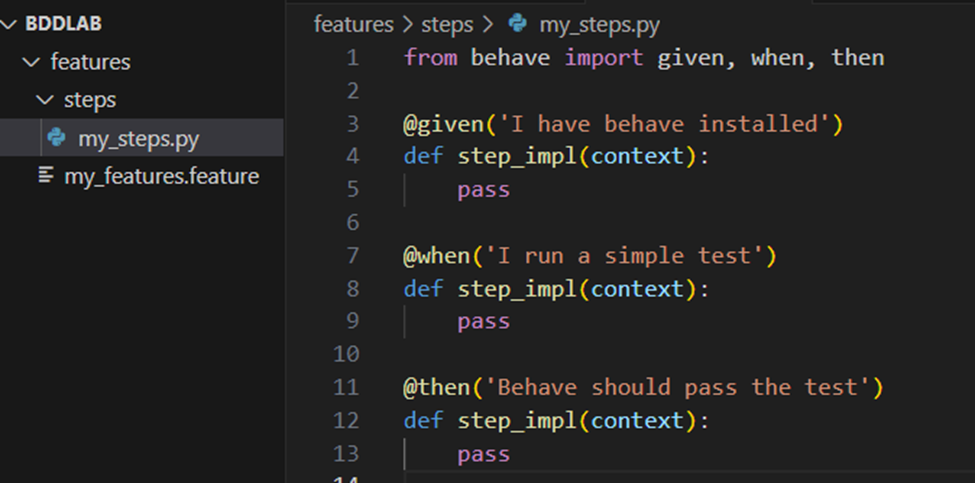 BDDLAB
features
steps
my_steps.py
my_features.feature
features > steps > my_steps.py
1 from behave import given, when, then
2
3 @given('I have behave installed')
4 def step_impl(context):
5     pass
6
7 @when('I run a simple test')
8 def step_impl(context):
9     pass
10
11 @then('Behave should pass the test')
12 def step_impl(context):
13     pass
14